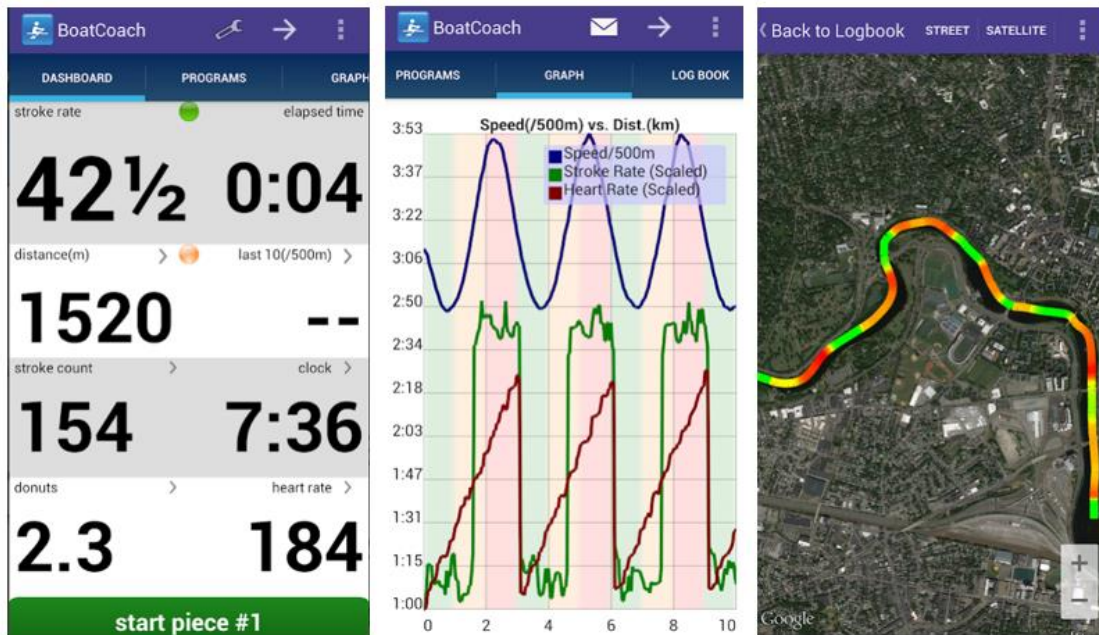 BoatCoach
DASHBOARD PROGRAMS GRAPH
stroke rate elapsed time
42½ 0:04
distance(m) > last 10(/500m) >
1520 --
stroke count > clock >
154 7:36
donuts > heart rate >
2.3 184
start piece #1
BoatCoach
PROGRAMS GRAPH LOG BOOK
Speed(/500m) vs. Dist.(km)
Speed/500m
Stroke Rate (Scaled)
Heart Rate (Scaled)
3:53
3:37
3:22
3:06
2:50
2:34
2:18
2:03
1:47
1:31
1:15
1:00
0 2 4 6 8 10
Back to Logbook STREET SATELLITE
+
−
Google